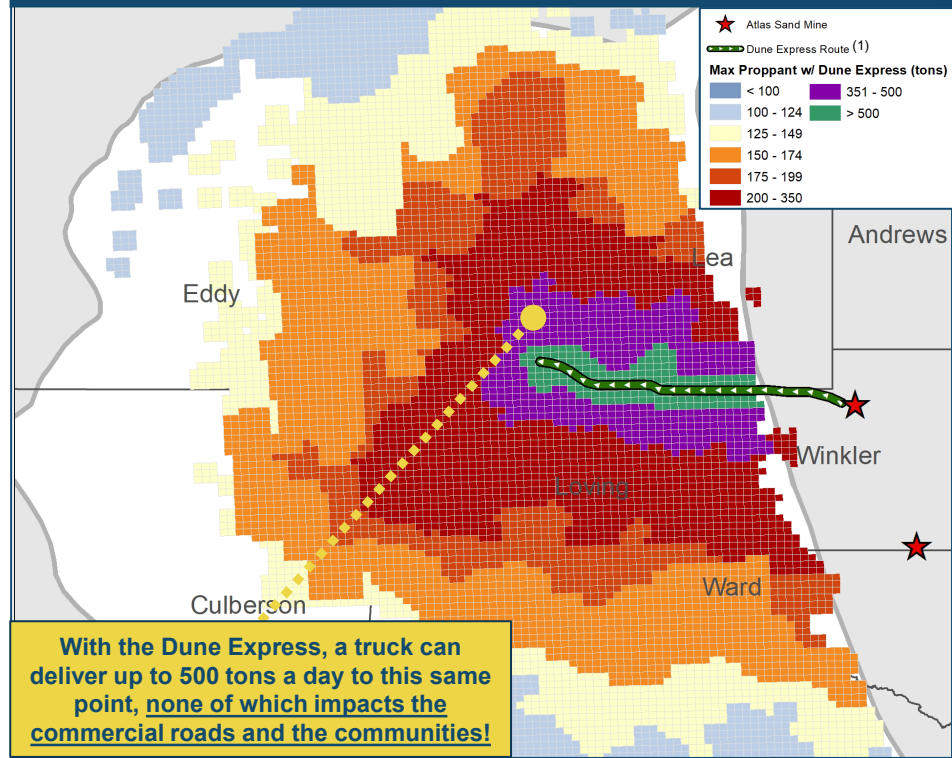 Atlas Sand Mine
Dune Express Route (1)
Max Proppant w/ Dune Express (tons)
< 100
351 - 500
100 - 124
> 500
125 - 149
150 - 174
175 - 199
200 - 350
Andrews
Lea
Eddy
Winkler
Loving
Ward
Culberson
With the Dune Express, a truck can
deliver up to 500 tons a day to this same
point, none of which impacts the
commercial roads and the communities!